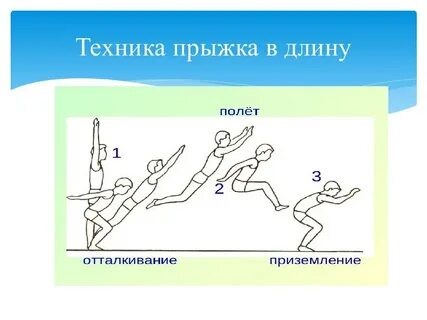 Техника прыжка в длину
полёт
1
3
2
отталкивание
приземление